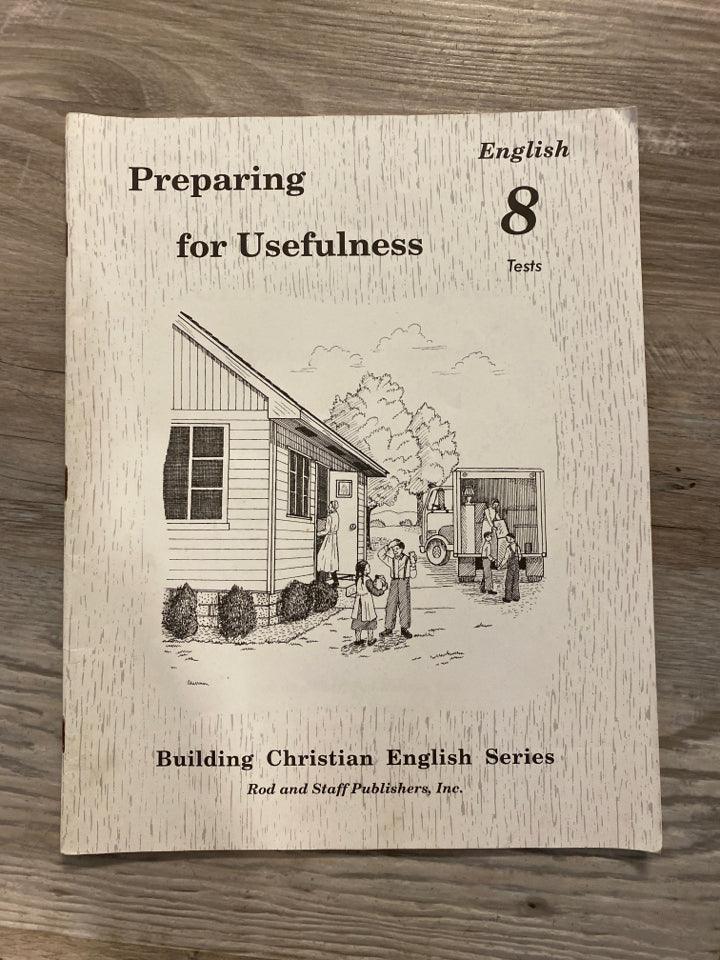 Preparing
for Usefulness
English
8
Tests
Building Christian English Series
Rod and Staff Publishers, Inc.